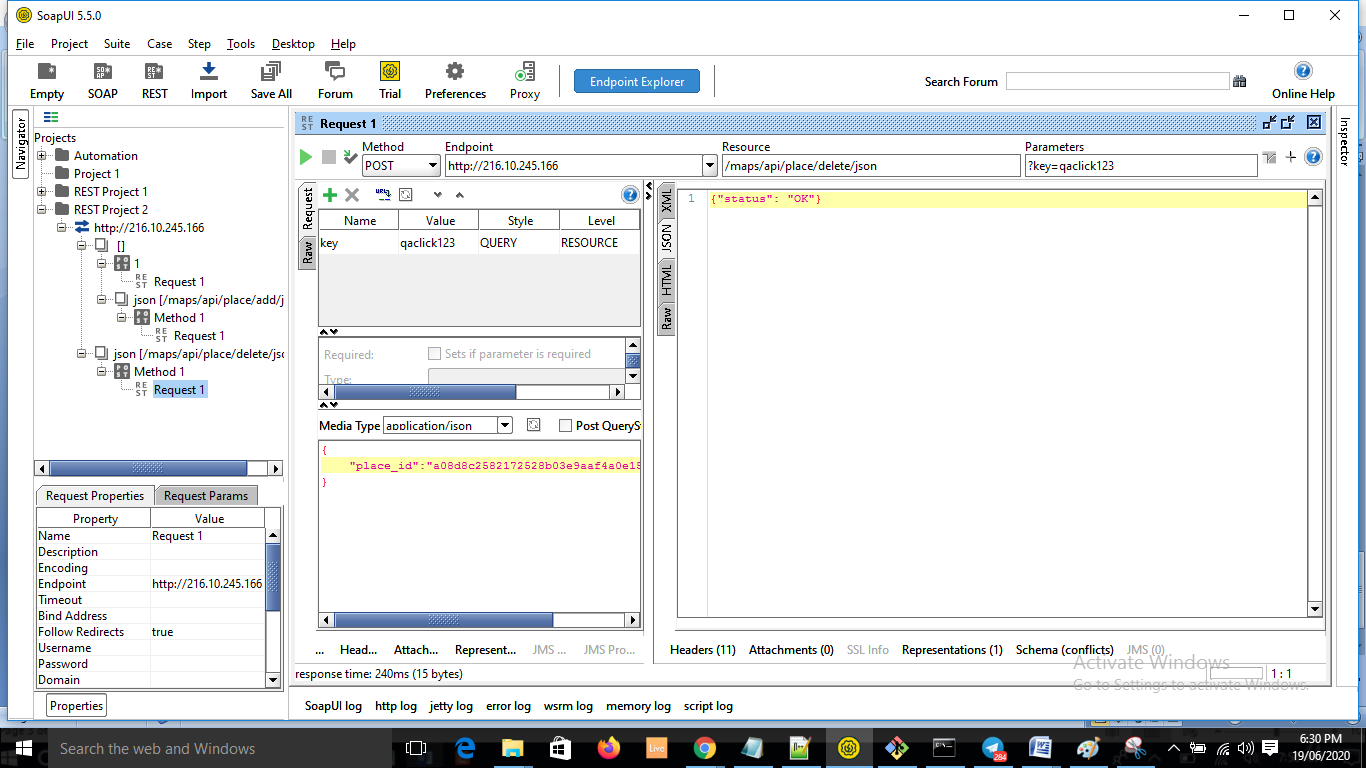 SoapUI 5.5.0
File Project Suite Case Step Tools Desktop Help
Empty SOAP REST Import Save All Forum Trial Preferences Proxy Endpoint Explorer Search Forum Online Help
Navigator
Projects
Automation
Project 1
REST Project 1
REST Project 2
http://216.10.245.166
[]
1
Request 1
json [/maps/api/place/add/j
Method 1
Request 1
json [/maps/api/place/delete/jso
Method 1
Request 1
Request Properties Request Params
Property Value
Name Request 1
Description
Encoding
Endpoint http://216.10.245.166
Timeout
Bind Address
Follow Redirects true
Username
Password
Domain
Properties
REST Request 1
Method Endpoint Resource Parameters
POST http://216.10.245.166 /maps/api/place/delete/json ?key=qaclick123
Request
Raw
Name Value Style Level
key qaclick123 QUERY RESOURCE
Required: Sets if parameter is required
Type:
Media Type application/json Post QueryS
{
"place_id":"a08d8c2582172528b03e9aaf4a0e15
}
... Head... Attach... Represent... JMS ... JMS Pro...
XML
JSON
HTML
Raw
1 {"status": "OK"}
Headers (11) Attachments (0) SSL Info Representations (1) Schema (conflicts) JMS (0)
response time: 240ms (15 bytes)
1 : 1
Inspector
Activate Windows
Go to Settings to activate Windows.
SoapUI log http log jetty log error log wsrm log memory log script log
Search the web and Windows
Live
284
6:30 PM
19/06/2020